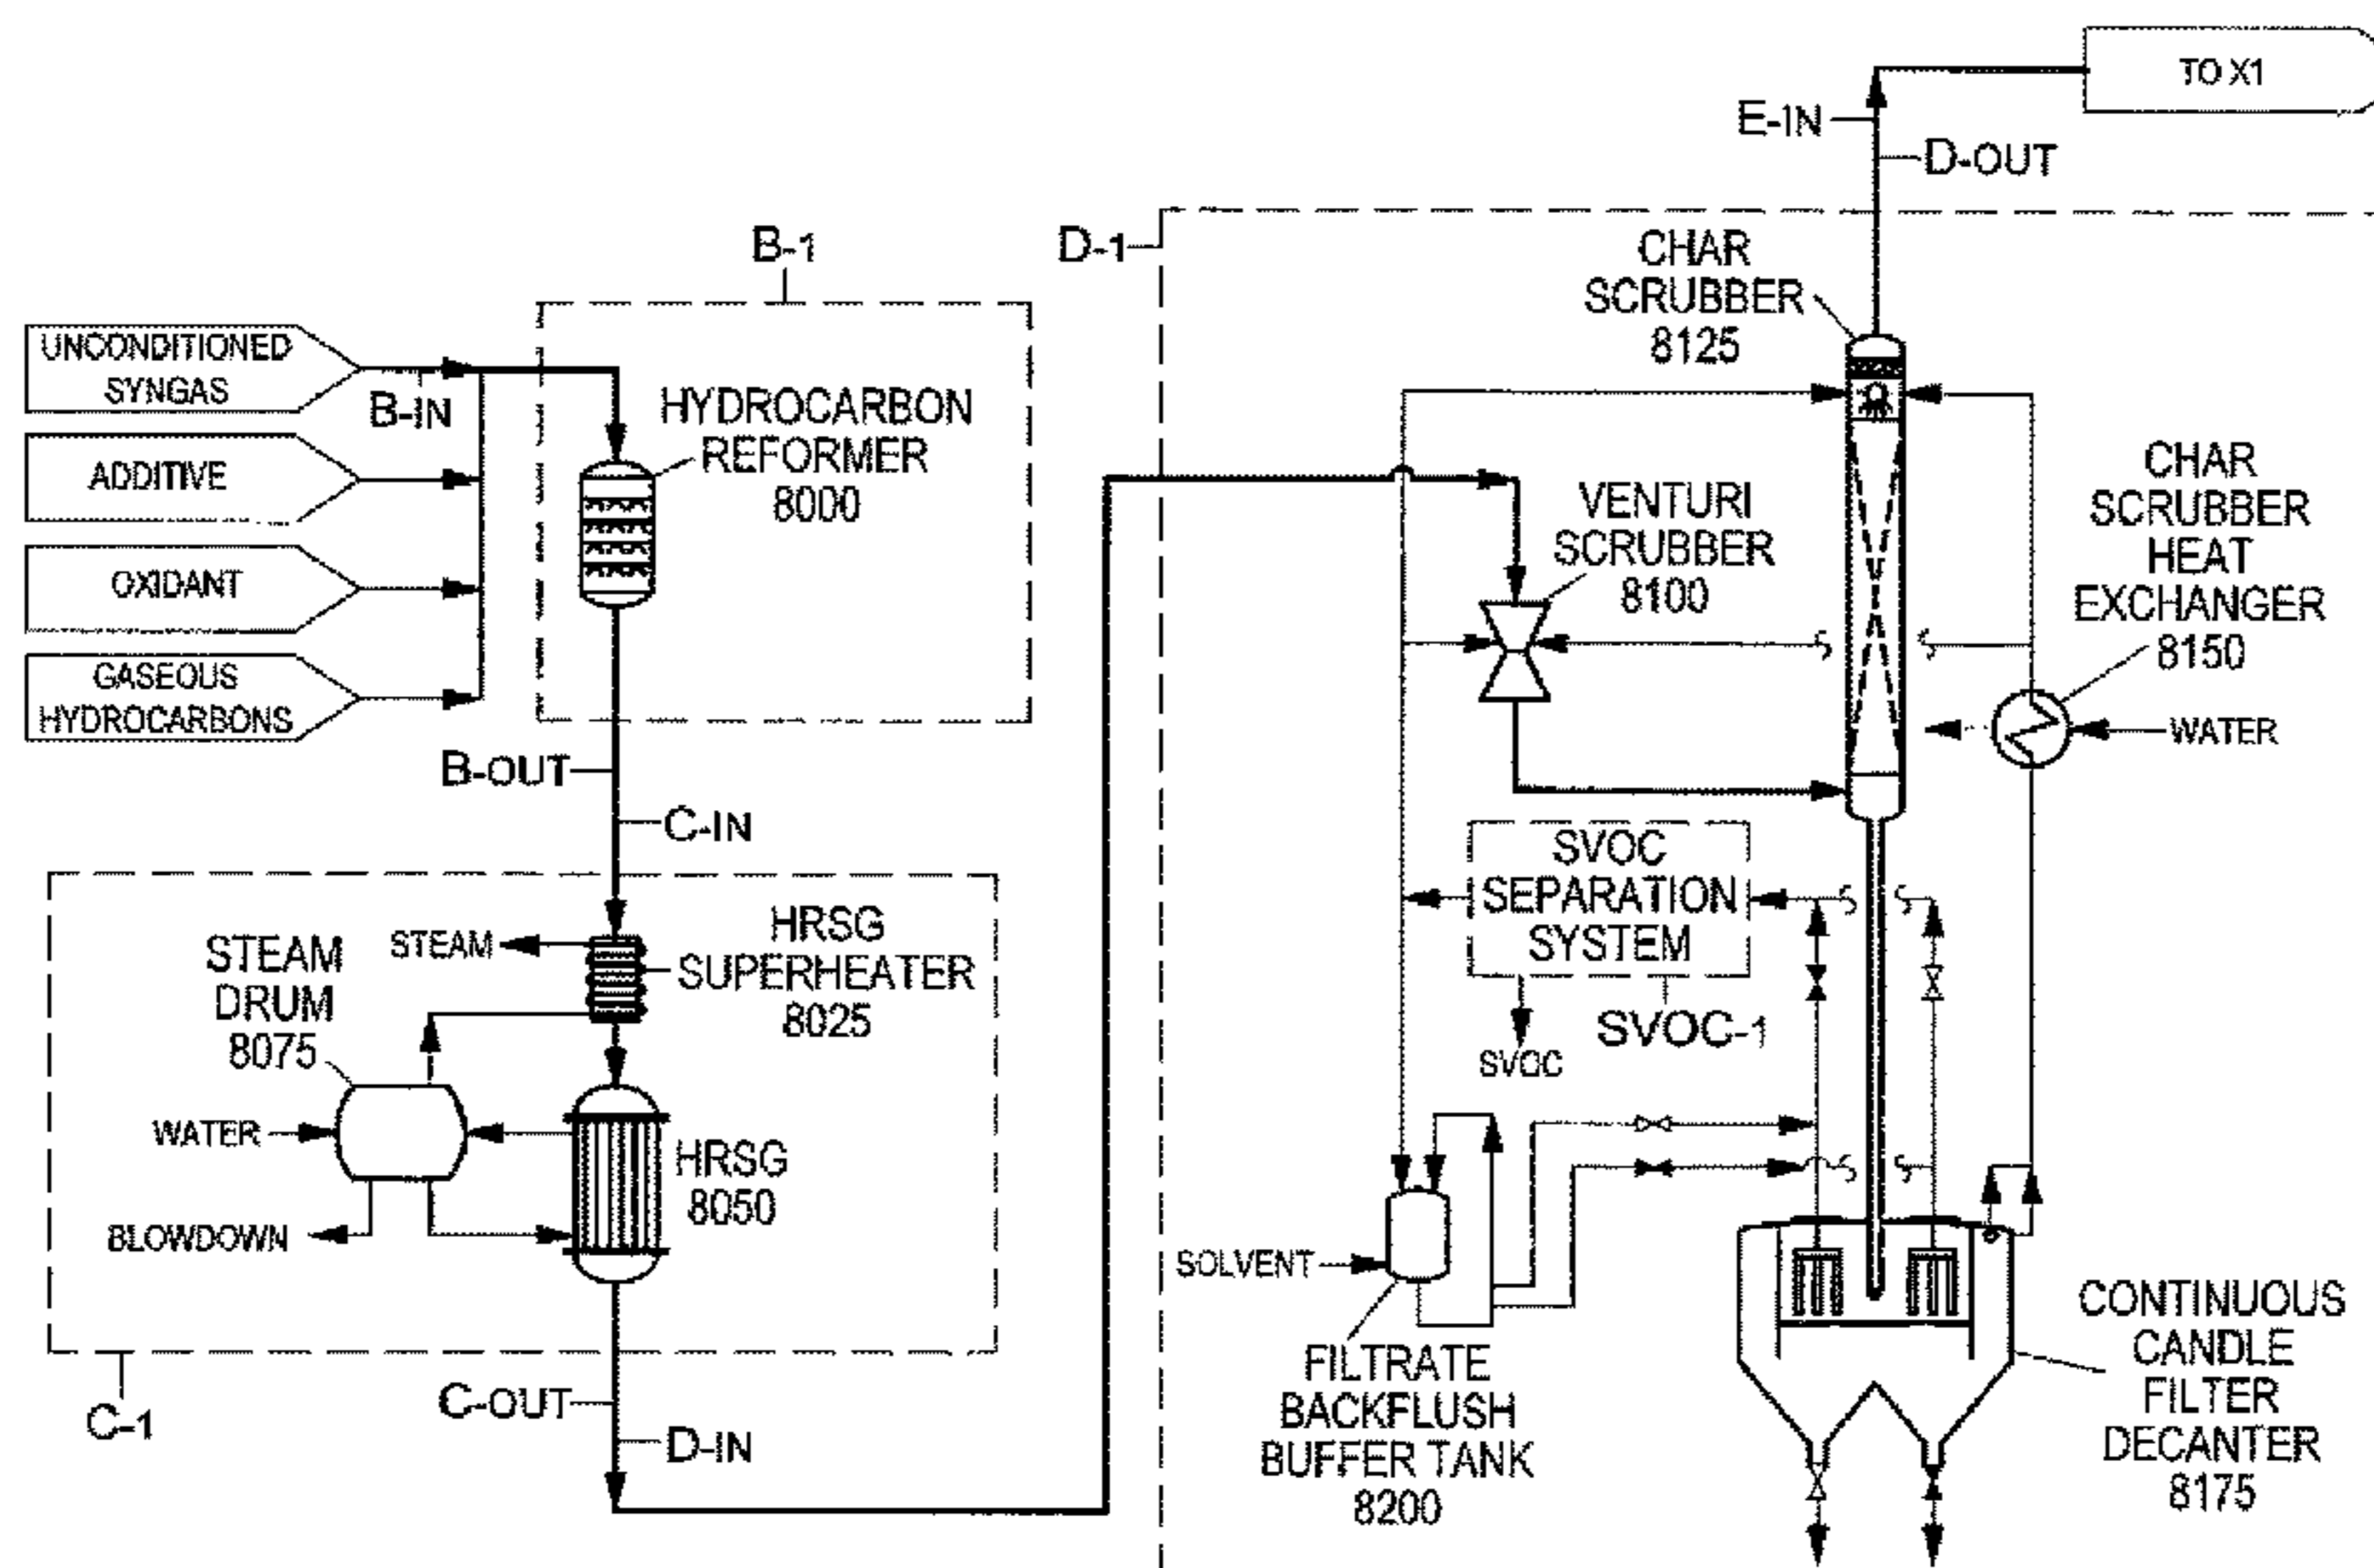 TO X1
E-IN
D-OUT
B-1
D-1
CHAR
SCRUBBER
8125
UNCONDITIONED
SYNGAS
B-IN
ADDITIVE
OXIDANT
GASEOUS
HYDROCARBONS
HYDROCARBON
REFORMER
8000
VENTURI
SCRUBBER
8100
CHAR
SCRUBBER
HEAT
EXCHANGER
8150
WATER
B-OUT
C-IN
STEAM
DRUM
8075
STEAM
HRSG
SUPERHEATER
8025
WATER
BLOWDOWN
HRSG
8050
C-1
C-OUT
D-IN
SVOC
SEPARATION
SYSTEM
SVOC-1
SVOC
SOLVENT
FILTRATE
BACKFLUSH
BUFFER TANK
8200
CONTINUOUS
CANDLE
FILTER
DECANTER
8175